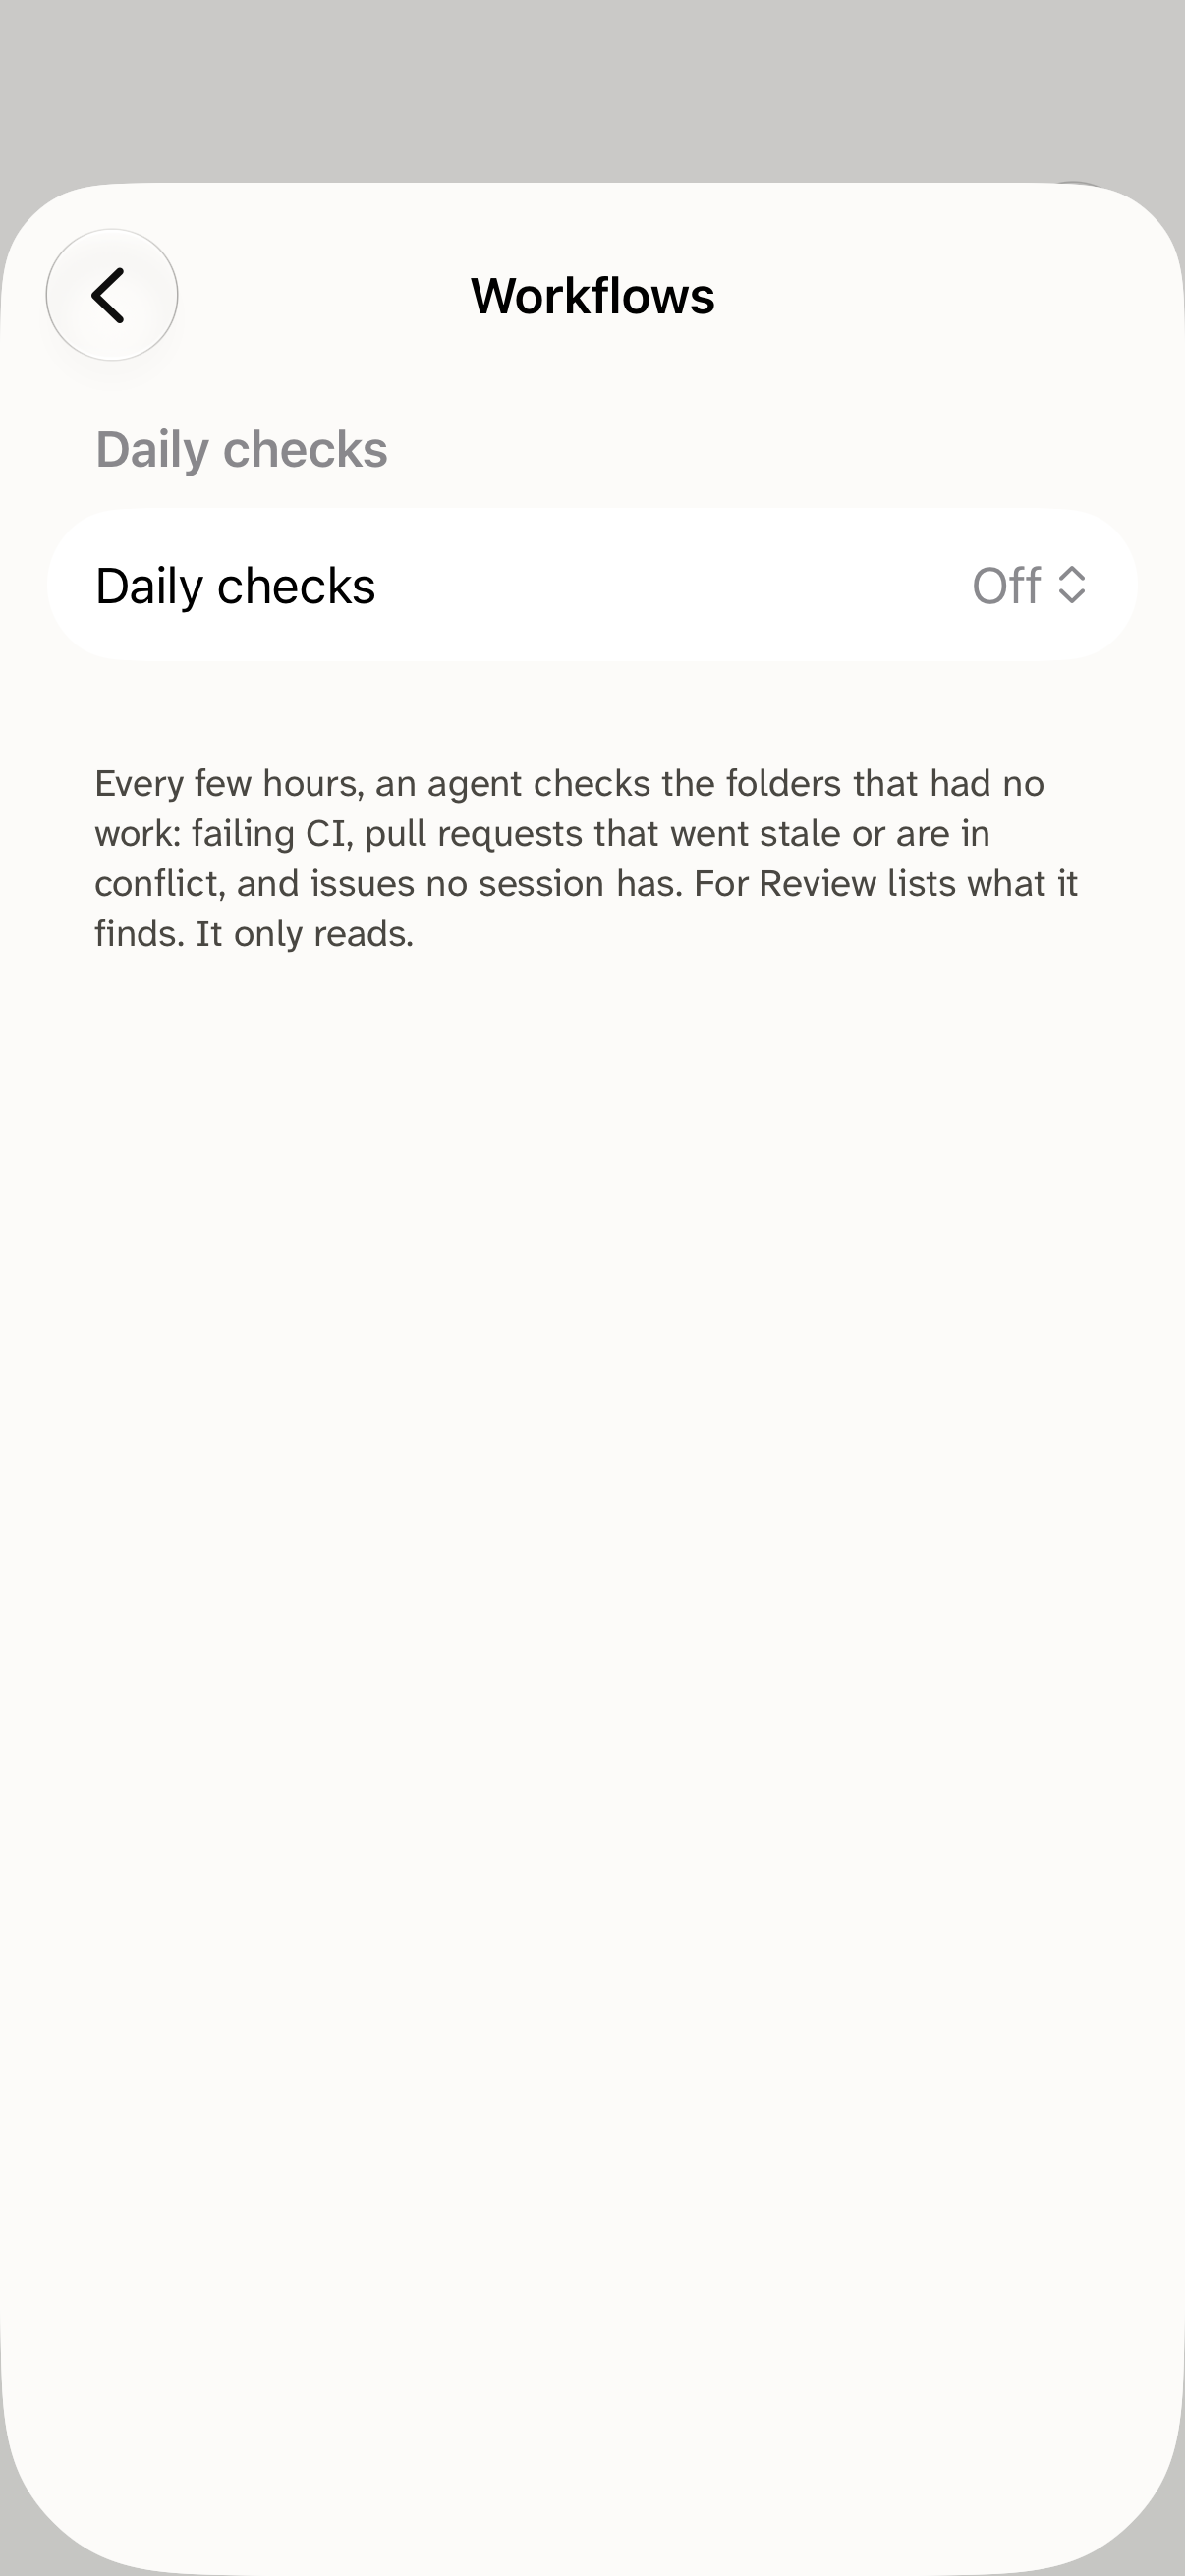 Workflows
Daily checks
Daily checks Off
Every few hours, an agent checks the folders that had no
work: failing CI, pull requests that went stale or are in
conflict, and issues no session has. For Review lists what it
finds. It only reads.